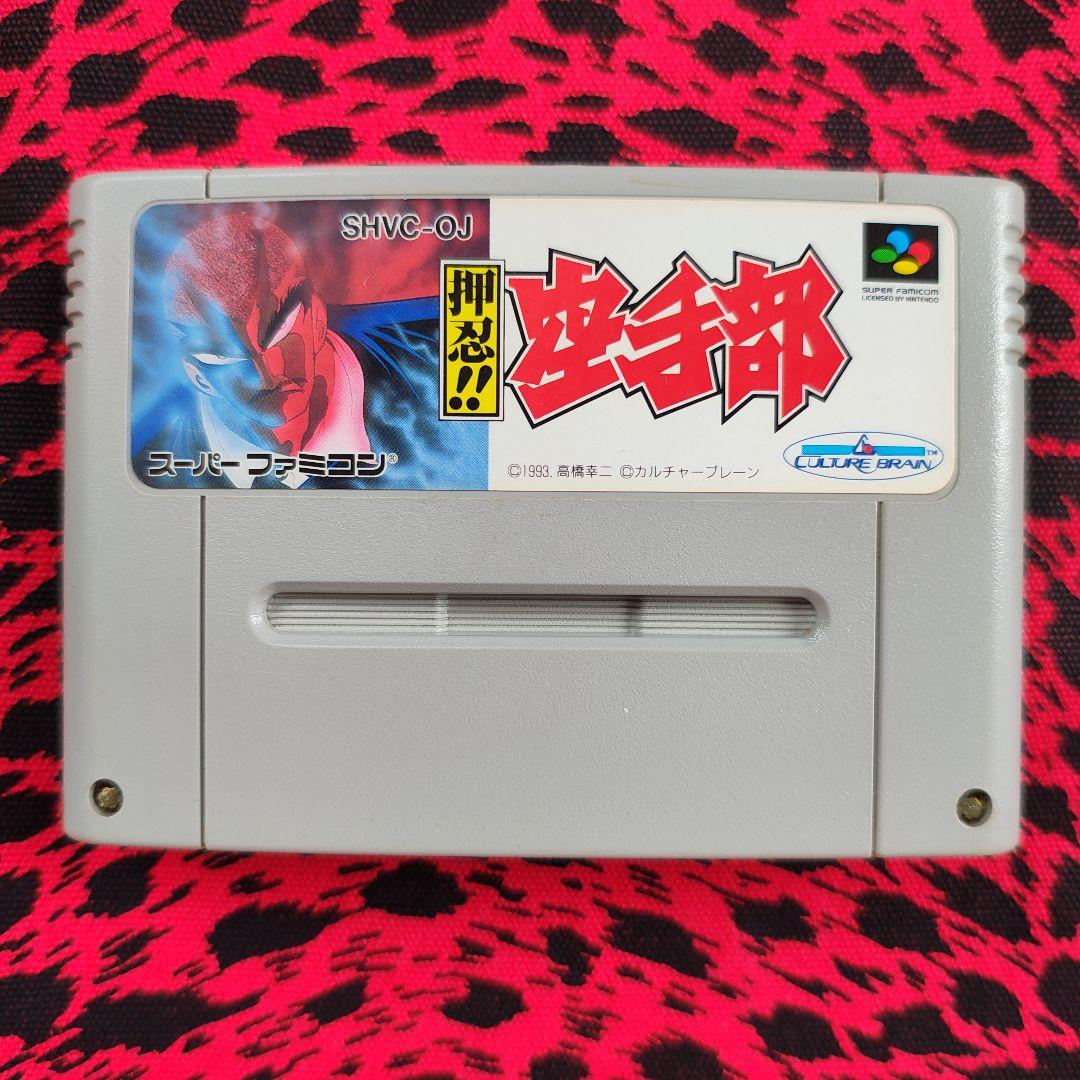 SHVC-OJ
押忍!!
空手部
SUPER FAMICOM
LICENSED BY NINTENDO
スーパー ファミコン®
©1993. 高橋幸二 ©カルチャーブレーン
CULTURE BRAIN™